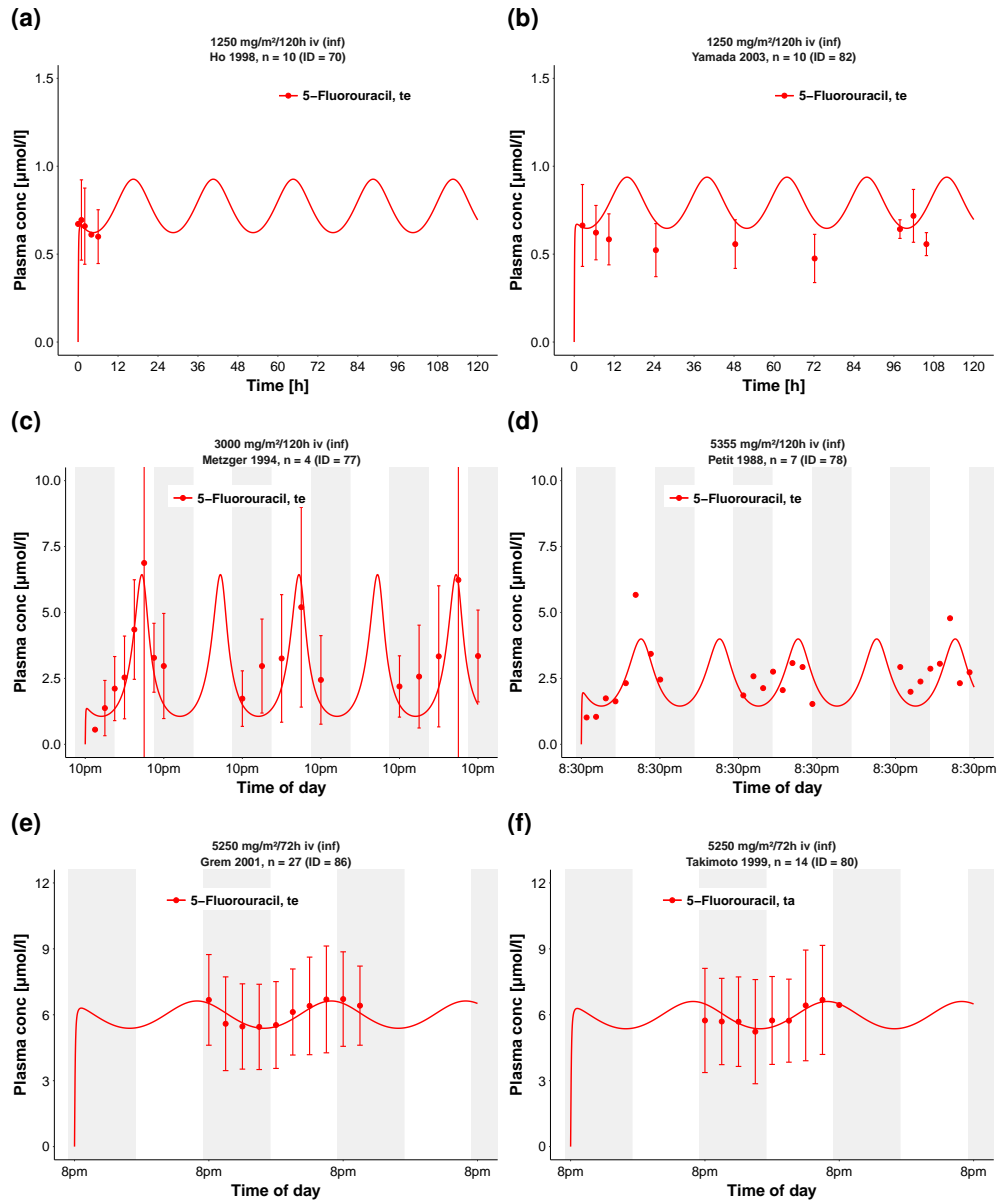 (a)
1250 mg/m²/120h iv (inf)
Ho 1998, n = 10 (ID = 70)
5−Fluorouracil, te
Plasma conc [µmol/l]
1.5
1.0
0.5
0.0
0 12 24 36 48 60 72 84 96 108 120
Time [h]
(b)
1250 mg/m²/120h iv (inf)
Yamada 2003, n = 10 (ID = 82)
5−Fluorouracil, te
Plasma conc [µmol/l]
1.5
1.0
0.5
0.0
0 12 24 36 48 60 72 84 96 108 120
Time [h]
(c)
3000 mg/m²/120h iv (inf)
Metzger 1994, n = 4 (ID = 77)
5−Fluorouracil, te
Plasma conc [µmol/l]
10.0
7.5
5.0
2.5
0.0
10pm 10pm 10pm 10pm 10pm 10pm
Time of day
(d)
5355 mg/m²/120h iv (inf)
Petit 1988, n = 7 (ID = 78)
5−Fluorouracil, te
Plasma conc [µmol/l]
10.0
7.5
5.0
2.5
0.0
8:30pm 8:30pm 8:30pm 8:30pm 8:30pm 8:30pm
Time of day
(e)
5250 mg/m²/72h iv (inf)
Grem 2001, n = 27 (ID = 86)
5−Fluorouracil, te
Plasma conc [µmol/l]
12
9
6
3
0
8pm 8pm 8pm 8pm
Time of day
(f)
5250 mg/m²/72h iv (inf)
Takimoto 1999, n = 14 (ID = 80)
5−Fluorouracil, ta
Plasma conc [µmol/l]
12
9
6
3
0
8pm 8pm 8pm 8pm
Time of day